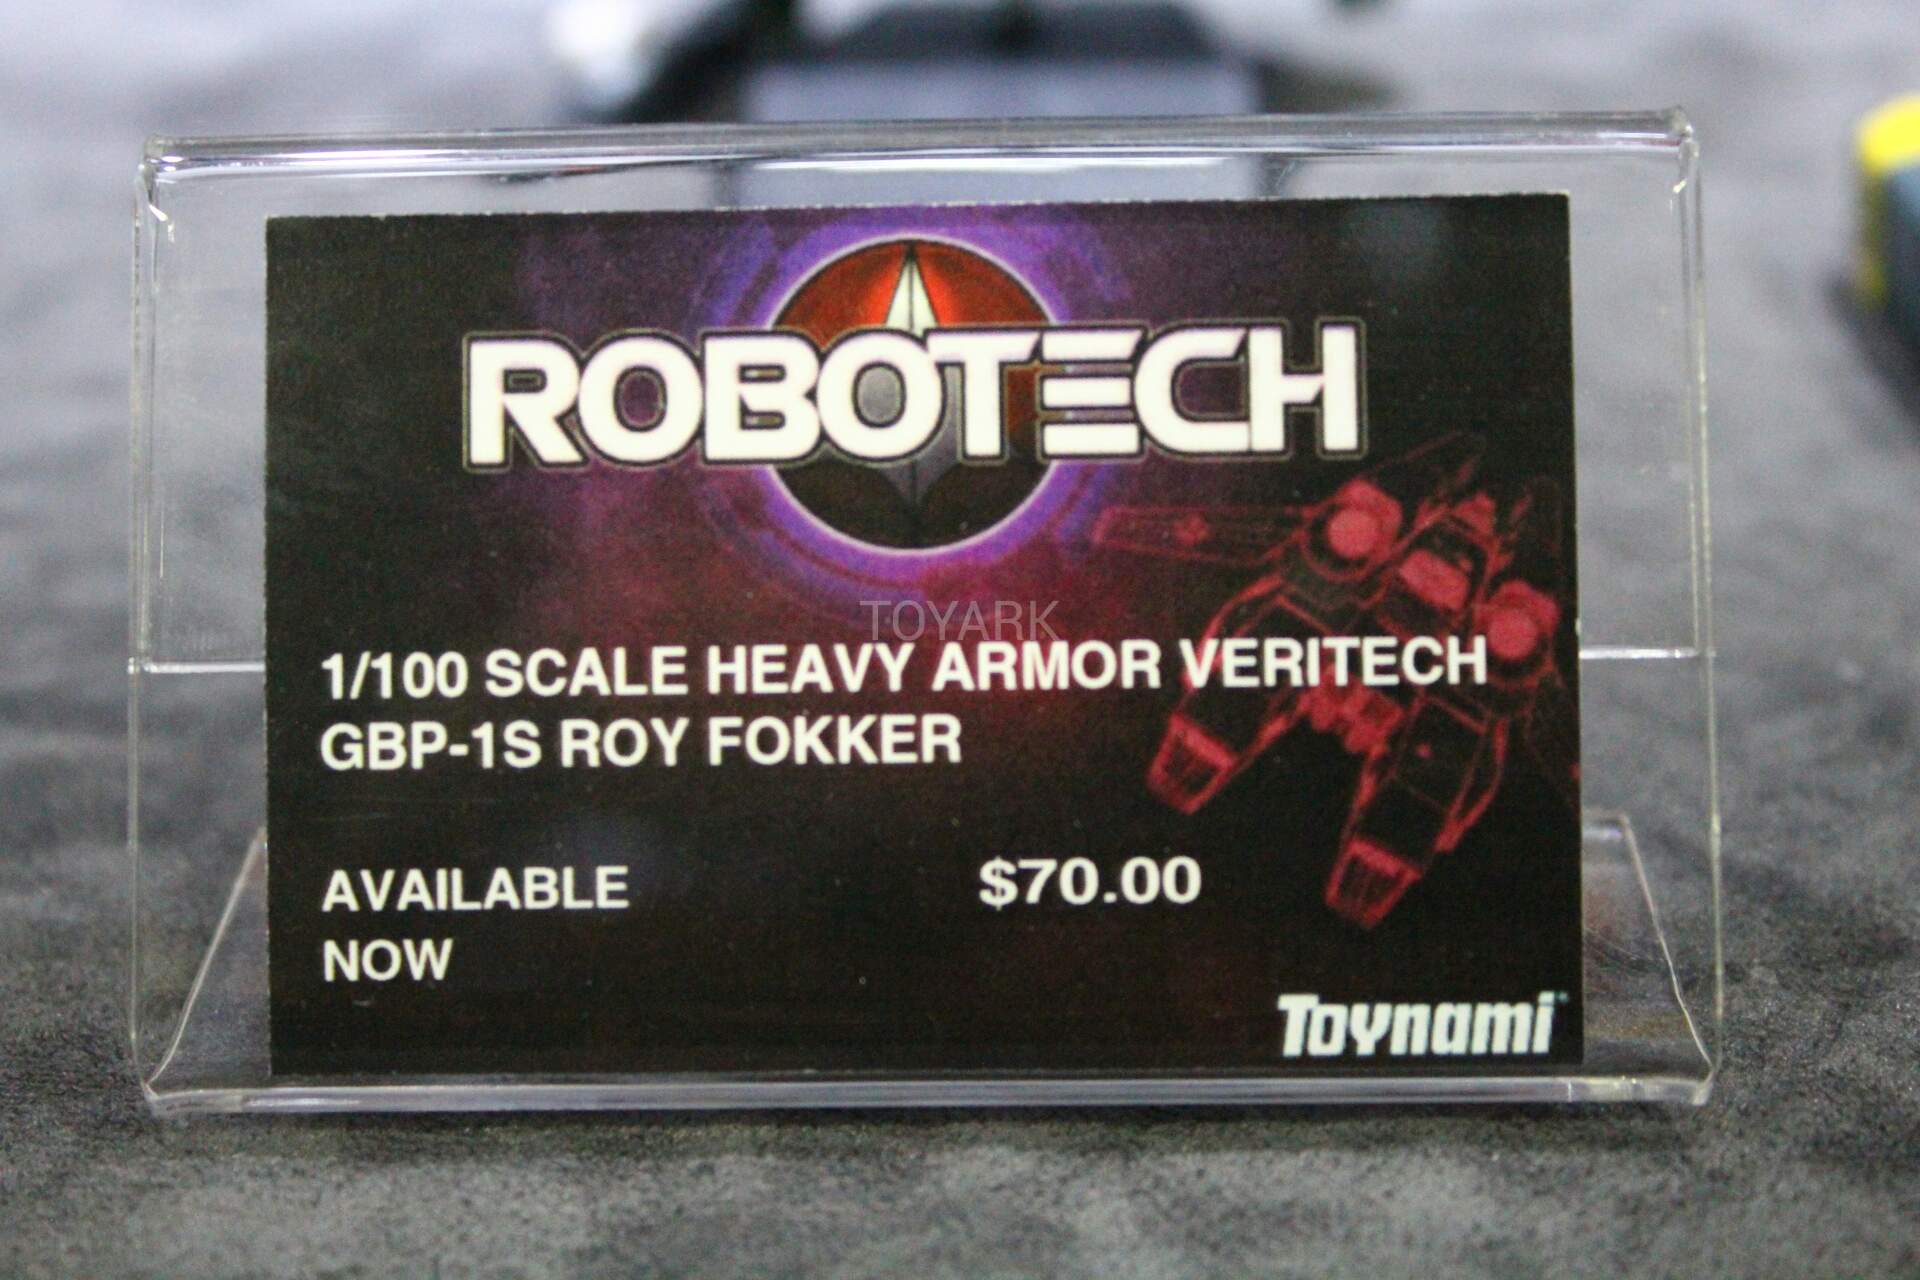 ROBOTECH
TOYARK
1/100 SCALE HEAVY ARMOR VERITECH
GBP-1S ROY FOKKER
AVAILABLE $70.00
NOW
Toynami